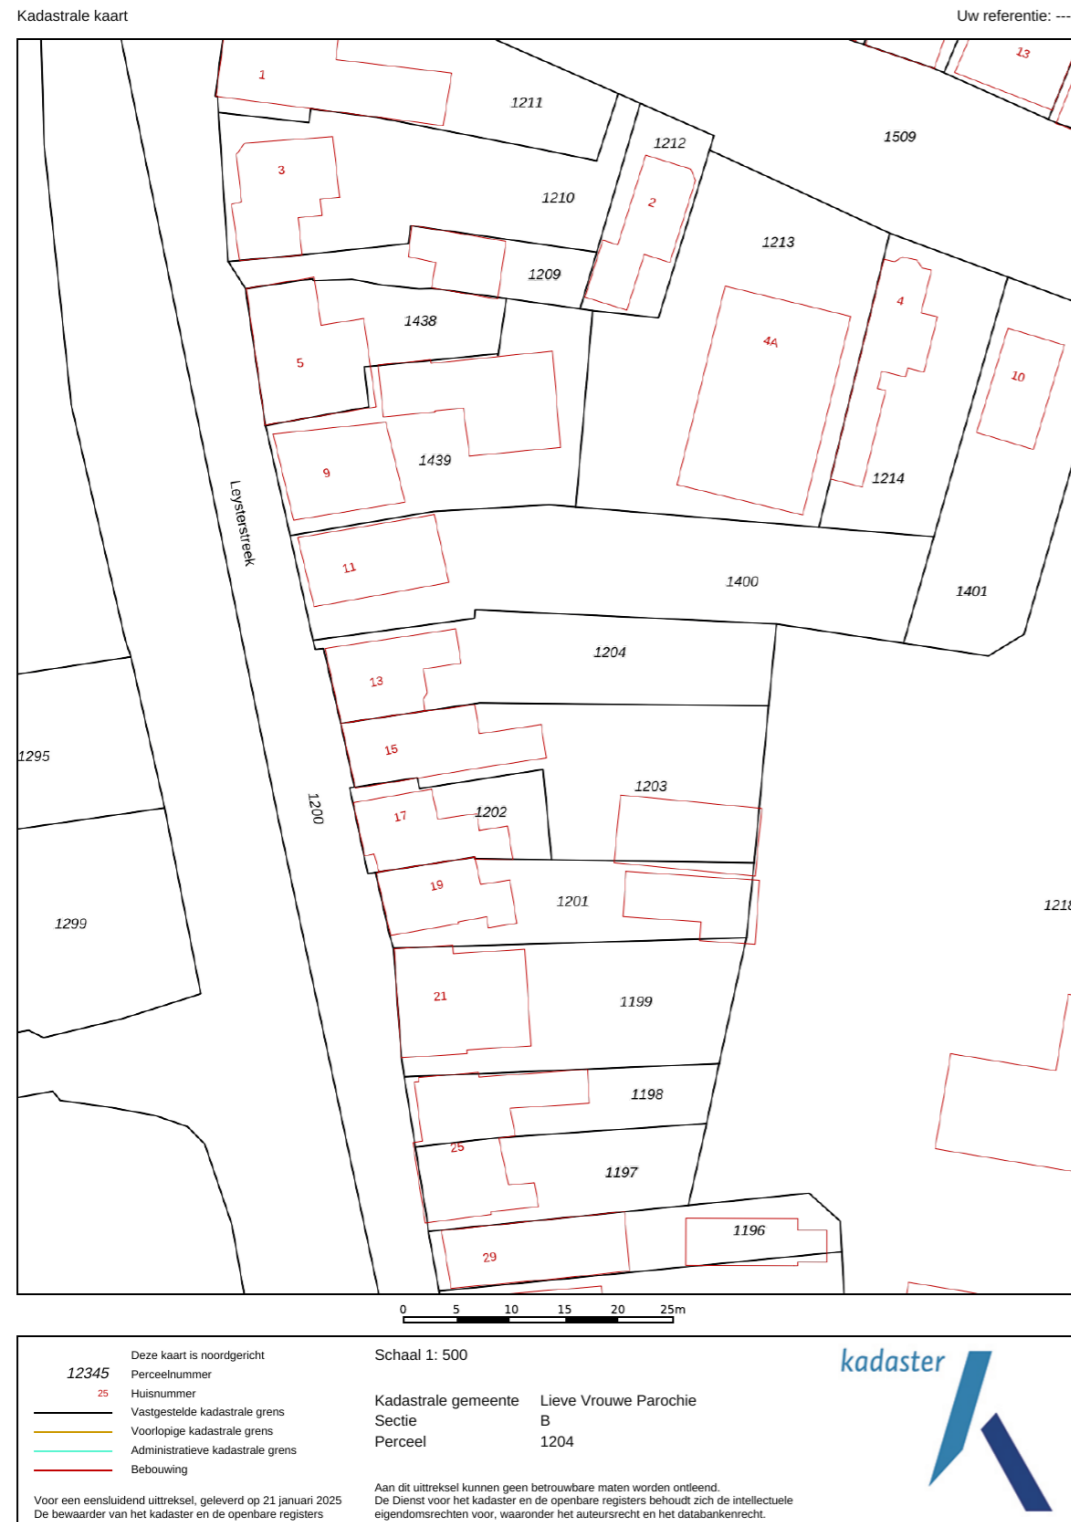 Kadastrale kaart
Uw referentie: ---
1
13
1211
1212
1509
3
2
1210
1213
1209
4
1438
4A
5
10
1439
9
1214
Leysterstreek
11
1400
1401
1204
13
15
1295
1203
1200
17
1202
19
1201
1299
1218
21
1199
1198
25
1197
1196
29
0 5 10 15 20 25m
Deze kaart is noordgericht
12345 Perceelnummer
25 Huisnummer
Vastgestelde kadastrale grens
Voorlopige kadastrale grens
Administratieve kadastrale grens
Bebouwing
Voor een eensluidend uittreksel, geleverd op 21 januari 2025
De bewaarder van het kadaster en de openbare registers
Schaal 1: 500
Kadastrale gemeente Lieve Vrouwe Parochie
Sectie B
Perceel 1204
Aan dit uittreksel kunnen geen betrouwbare maten worden ontleend.
De Dienst voor het kadaster en de openbare registers behoudt zich de intellectuele
eigendomsrechten voor, waaronder het auteursrecht en het databankenrecht.
kadaster